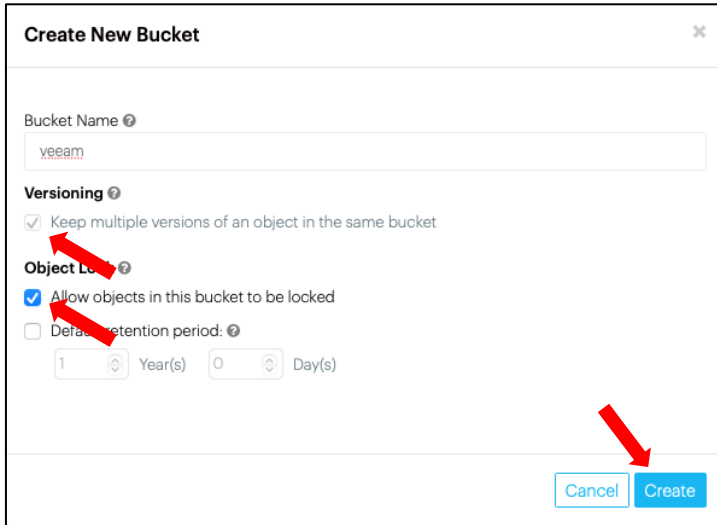 Create New Bucket
Bucket Name
veeam
Versioning
Keep multiple versions of an object in the same bucket
Object
Allow objects in this bucket to be locked
retention period:
1 Year(s) 0 Day(s)
Cancel Create